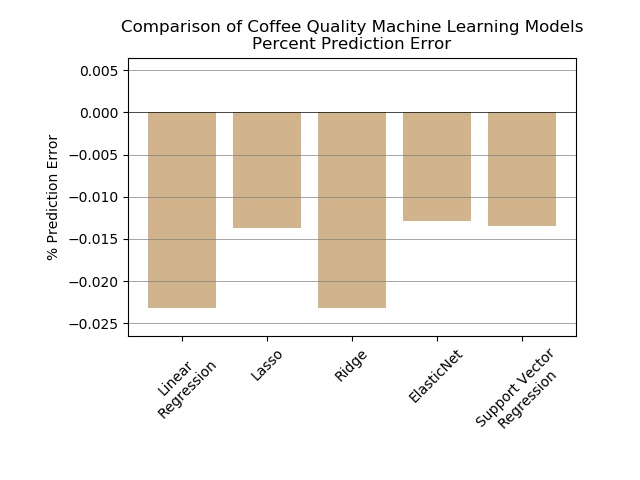 Comparison of Coffee Quality Machine Learning Models
Percent Prediction Error
% Prediction Error
0.005
0.000
−0.005
−0.010
−0.015
−0.020
−0.025
Linear
Regression
Lasso
Ridge
ElasticNet
Support Vector
Regression